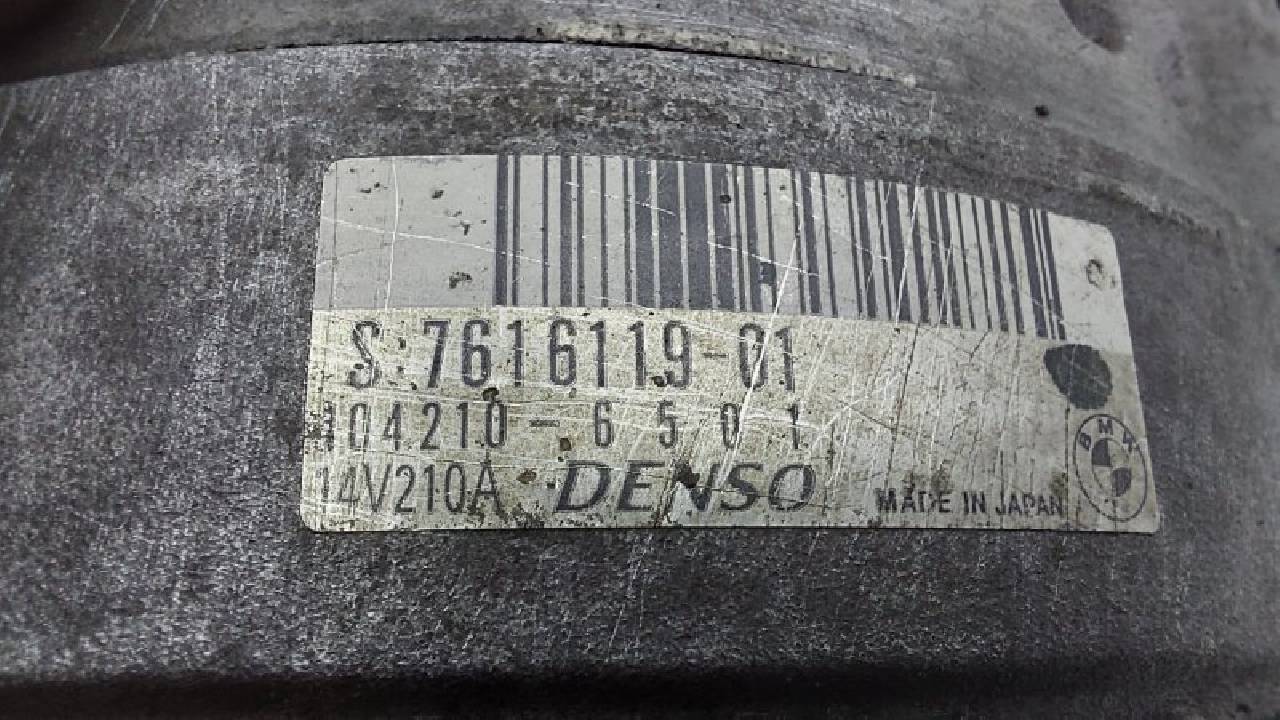 S 7616119-01
104210-6501
14V210A DENSO MADE IN JAPAN
BMW